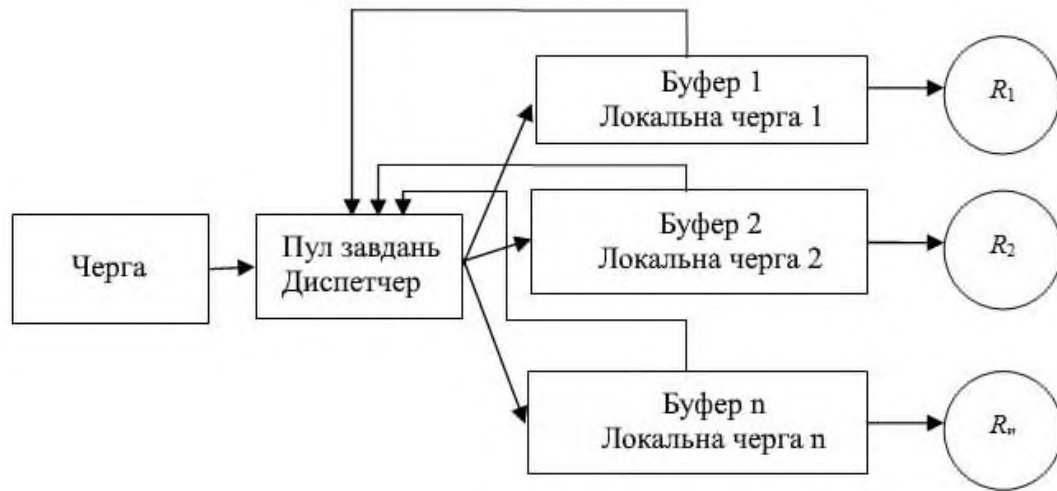 Буфер 1
Локальна черга 1
R₁
Черга
Пул завдань
Диспетчер
Буфер 2
Локальна черга 2
R₂
Буфер n
Локальна черга n
Rₙ